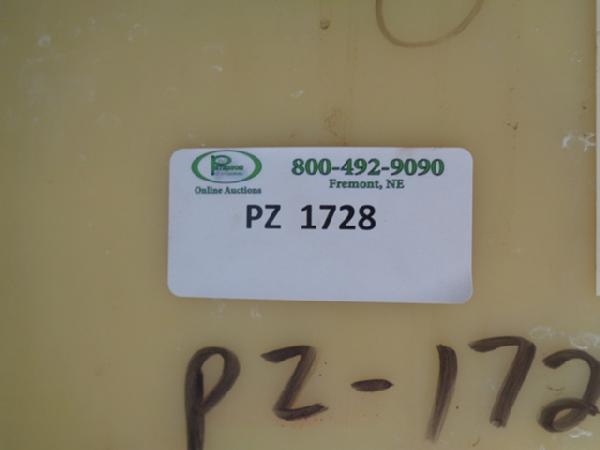 800-492-9090
Fremont, NE
Online Auctions
PZ 1728
PZ-172